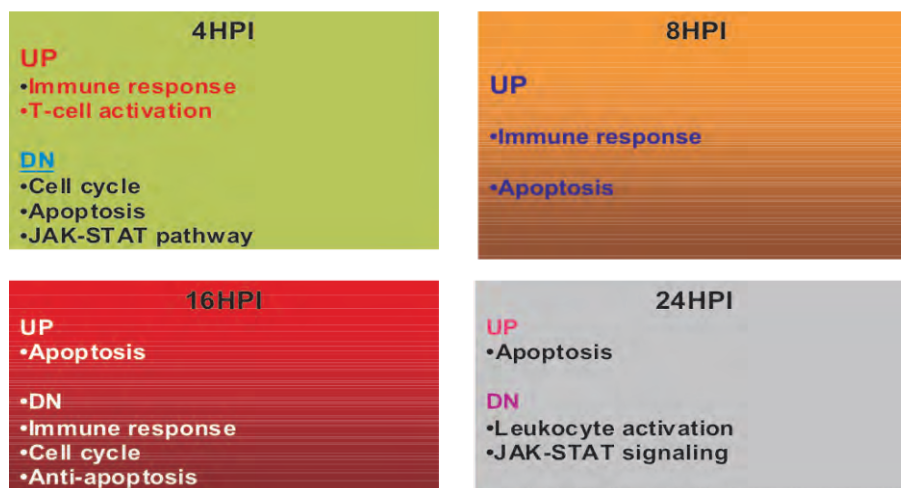 4HPI
UP
•Immune response
•T-cell activation
DN
•Cell cycle
•Apoptosis
•JAK-STAT pathway
8HPI
UP
•Immune response
•Apoptosis
16HPI
UP
•Apoptosis
•DN
•Immune response
•Cell cycle
•Anti-apoptosis
24HPI
UP
•Apoptosis
DN
•Leukocyte activation
•JAK-STAT signaling